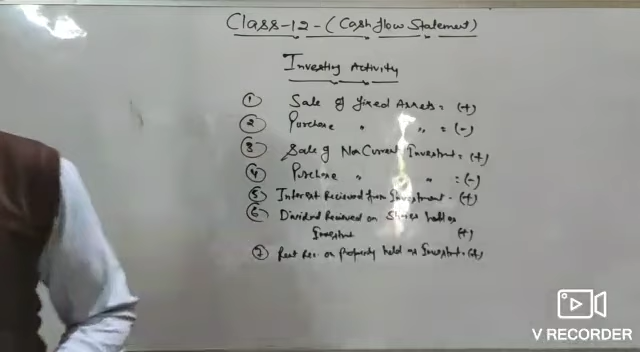 Class-12-(Cash flow Statement)
Investing Activity
① Sale of fixed Assets = (+)
② Purchase " " = (-)
③ Sale of Non Current Investment = (+)
④ Purchase " " = (-)
⑤ Interest Recieved from Investment - (+)
⑥ Dividend Recieved on Shares held as
Investment (+)
⑦ Rent Rec. on Property held as Investment = (+)
V RECORDER